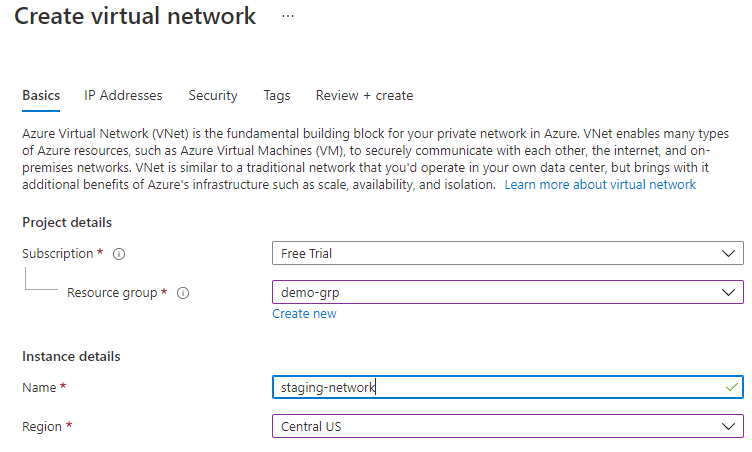 Create virtual network ...
Basics IP Addresses Security Tags Review + create
Azure Virtual Network (VNet) is the fundamental building block for your private network in Azure. VNet enables many types
of Azure resources, such as Azure Virtual Machines (VM), to securely communicate with each other, the internet, and on-
premises networks. VNet is similar to a traditional network that you'd operate in your own data center, but brings with it
additional benefits of Azure's infrastructure such as scale, availability, and isolation. Learn more about virtual network
Project details
Subscription * Free Trial
Resource group * demo-grp
Create new
Instance details
Name * staging-network
Region * Central US